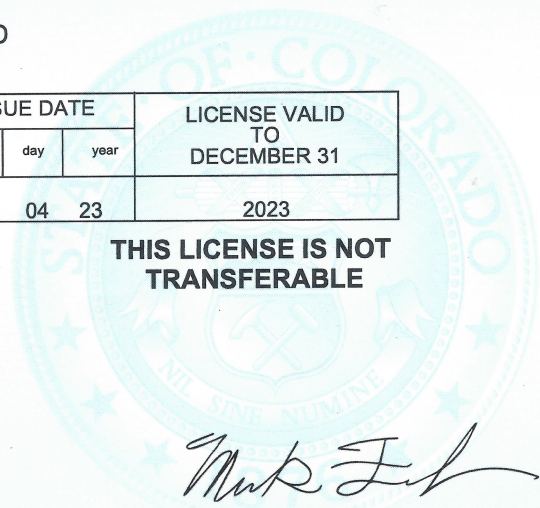 SUE DATE
LICENSE VALID
TO
DECEMBER 31
day year
04 23 2023
THIS LICENSE IS NOT
TRANSFERABLE
STATE OF COLORADO
NIL SINE NUMINE